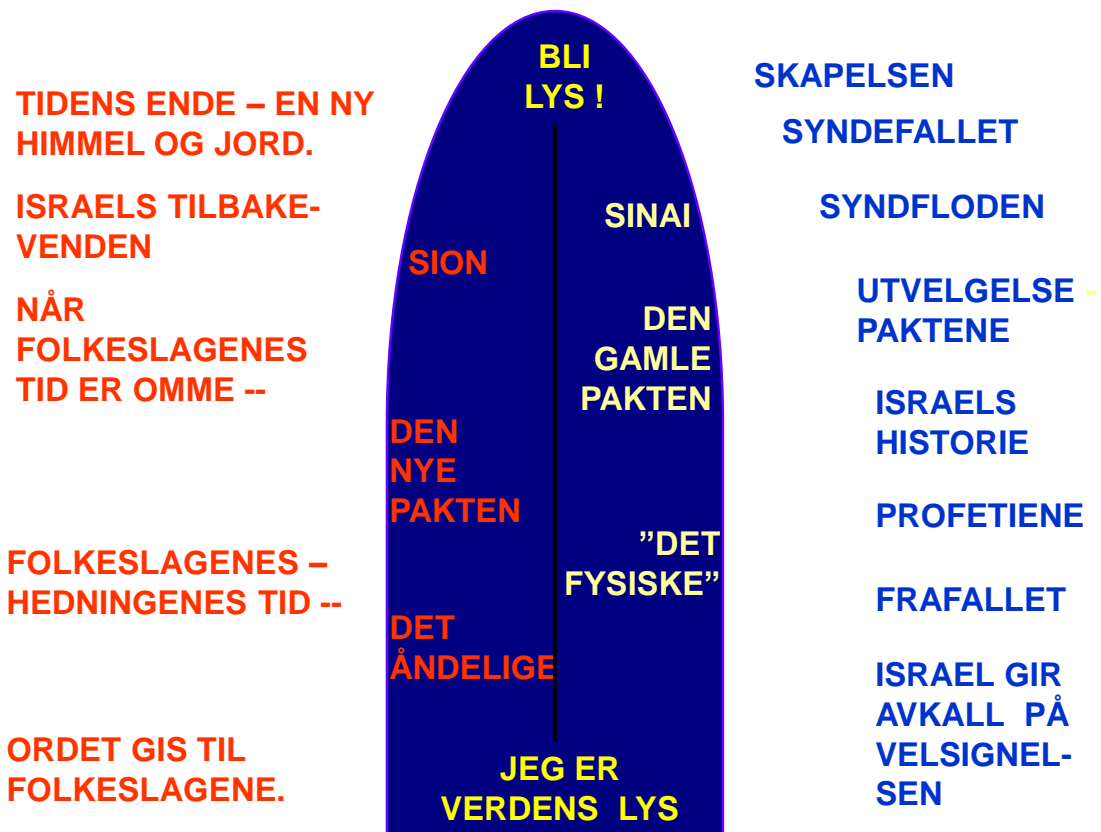 BLI
LYS !
SKAPELSEN
SYNDEFALLET
SYNDFLODEN
UTVELGELSE -
PAKTENE
ISRAELS
HISTORIE
PROFETIENE
FRAFALLET
ISRAEL GIR
AVKALL PÅ
VELSIGNEL-
SEN
SINAI
DEN
GAMLE
PAKTEN
”DET
FYSISKE”
JEG ER
VERDENS LYS
SION
DEN
NYE
PAKTEN
DET
ÅNDELIGE
TIDENS ENDE – EN NY
HIMMEL OG JORD.
ISRAELS TILBAKE-
VENDEN
NÅR
FOLKESLAGENES
TID ER OMME --
FOLKESLAGENES –
HEDNINGENES TID --
ORDET GIS TIL
FOLKESLAGENE.